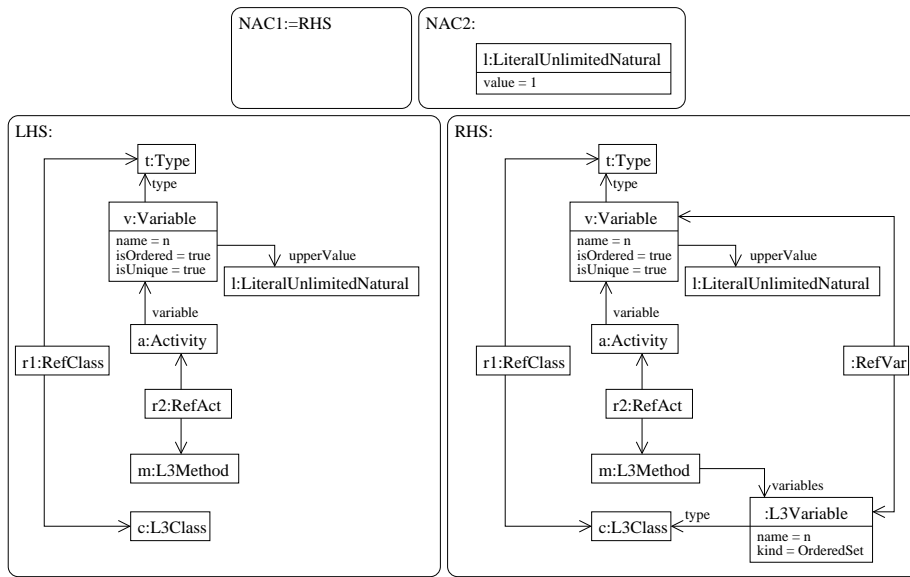 NAC1:=RHS
NAC2:
l:LiteralUnlimitedNatural
value = 1
LHS:
t:Type
type
v:Variable
name = n
isOrdered = true
isUnique = true
upperValue
l:LiteralUnlimitedNatural
variable
a:Activity
r1:RefClass
r2:RefAct
m:L3Method
c:L3Class
RHS:
t:Type
type
v:Variable
name = n
isOrdered = true
isUnique = true
upperValue
l:LiteralUnlimitedNatural
variable
a:Activity
r1:RefClass
:RefVar
r2:RefAct
m:L3Method
variables
c:L3Class
type
:L3Variable
name = n
kind = OrderedSet